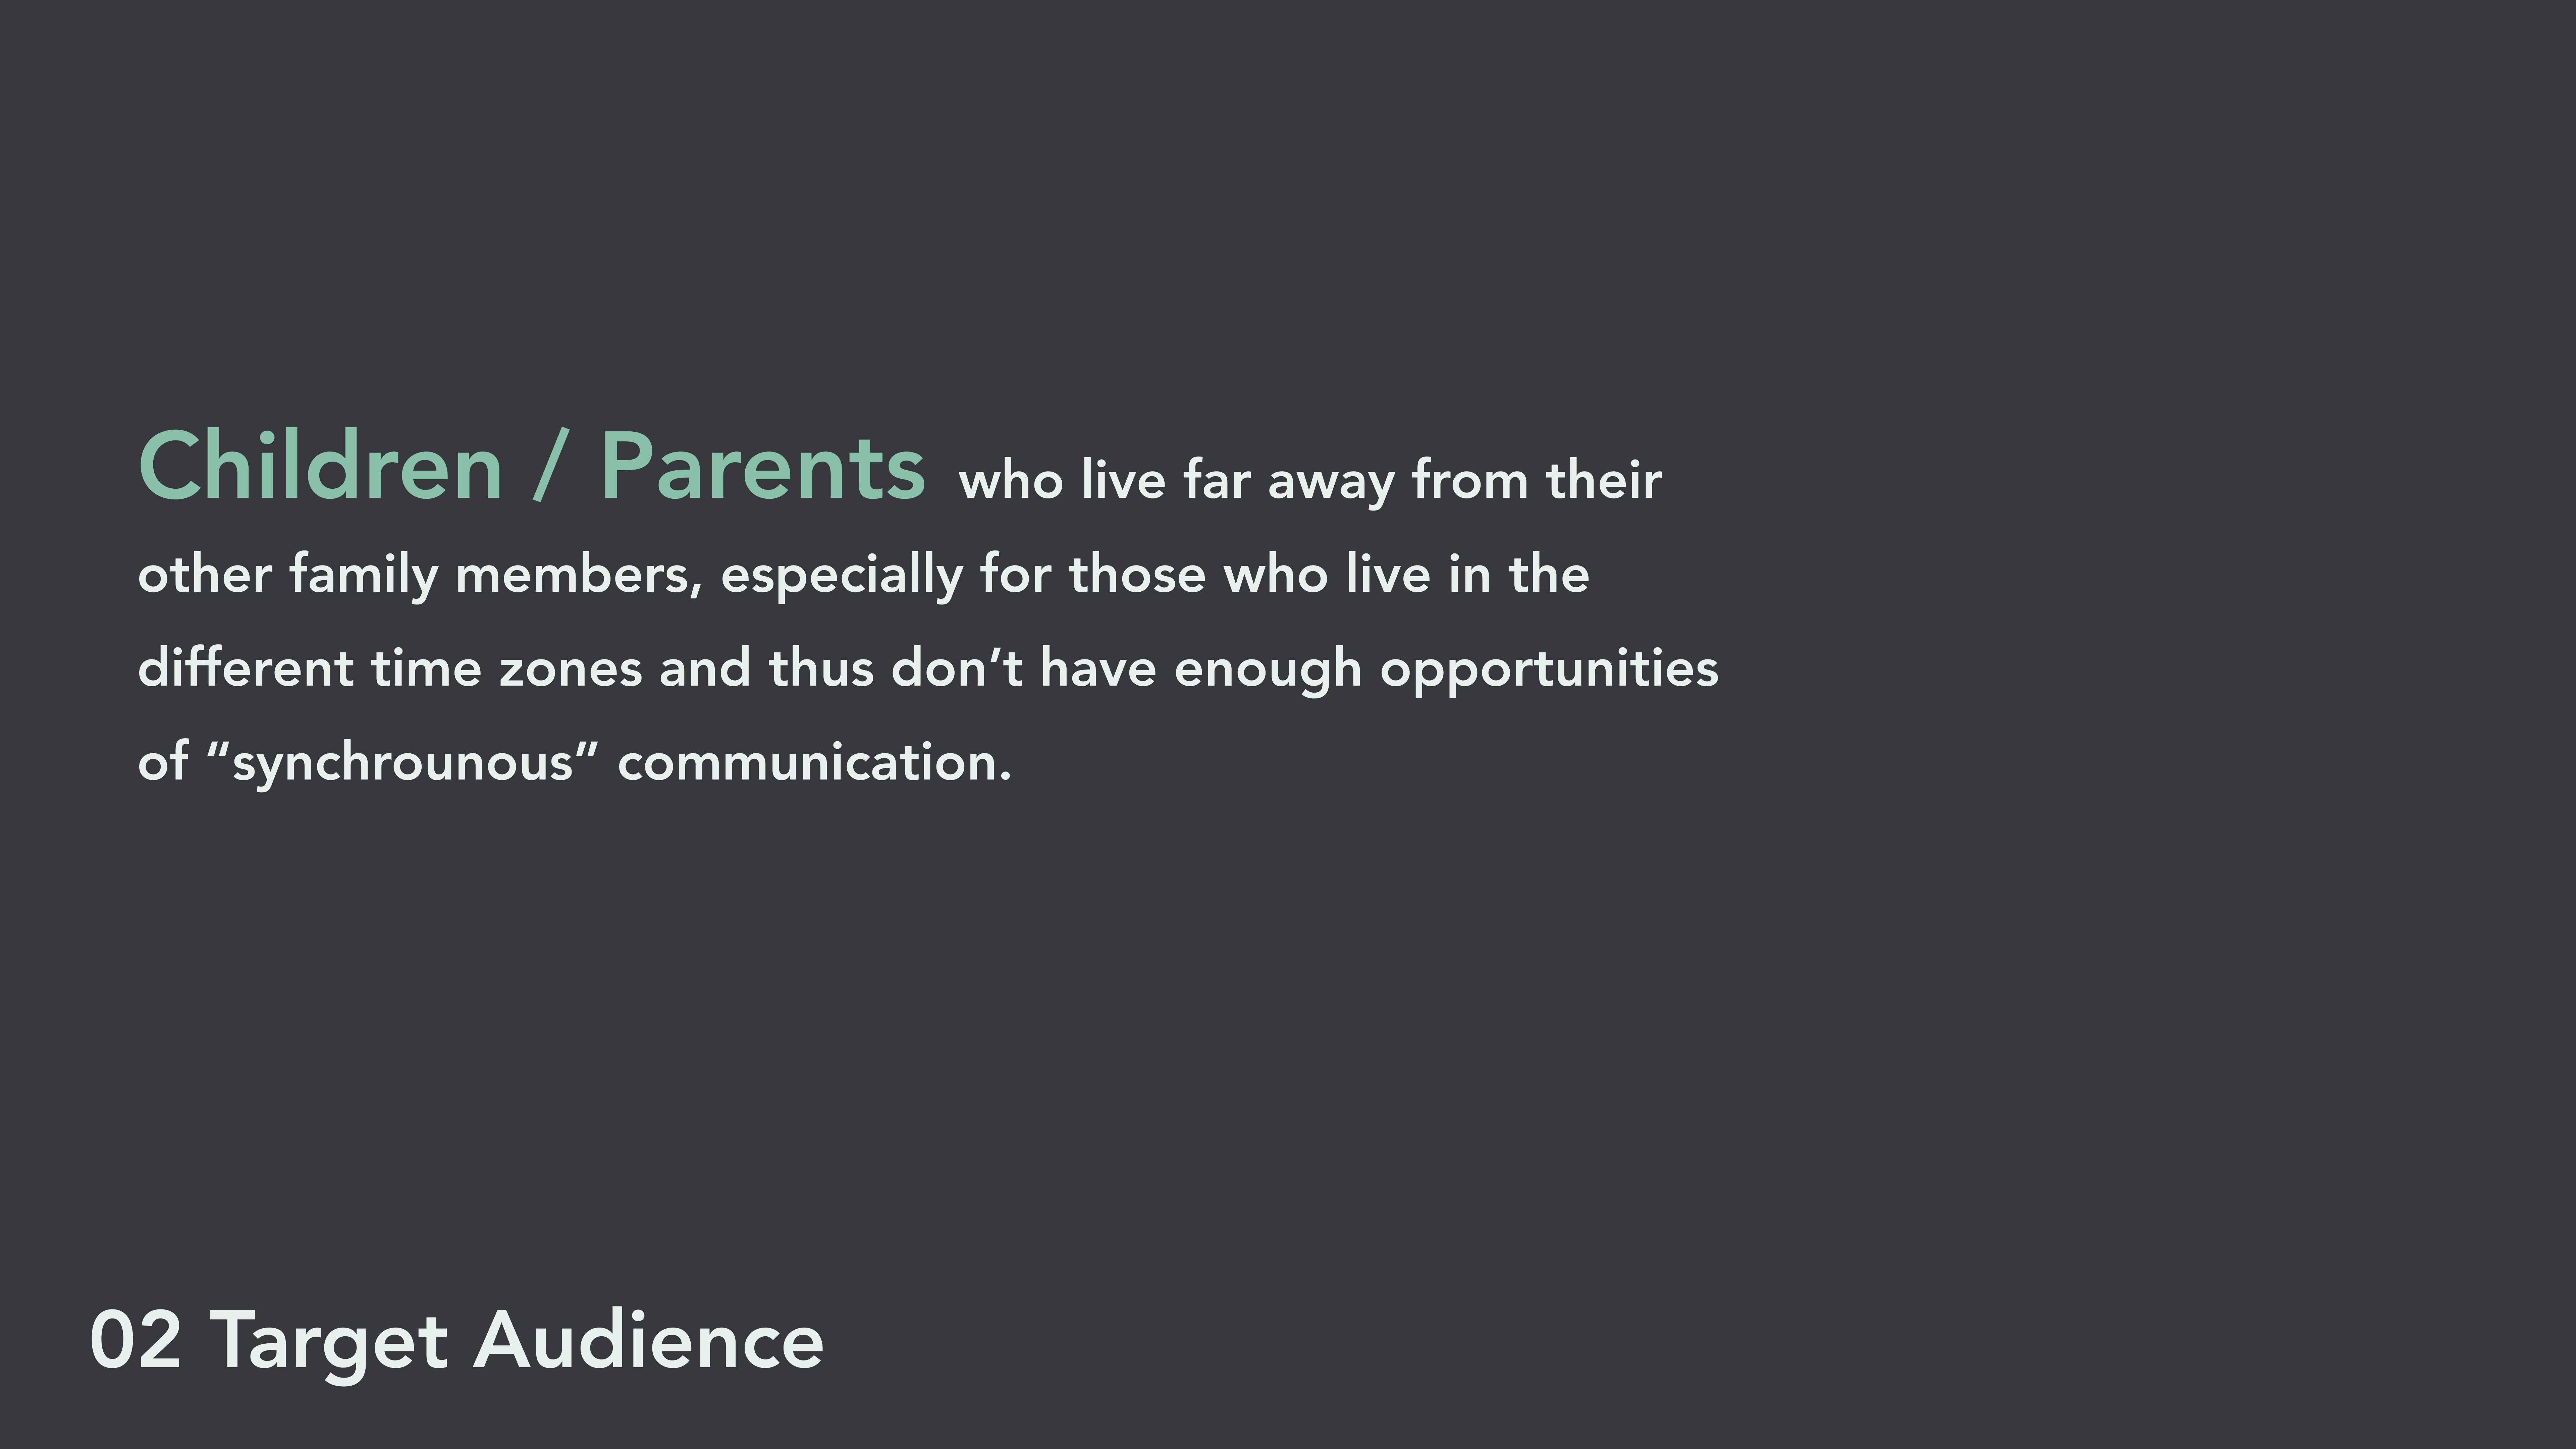 Children / Parents who live far away from their
other family members, especially for those who live in the
different time zones and thus don’t have enough opportunities
of “synchrounous” communication.
02 Target Audience